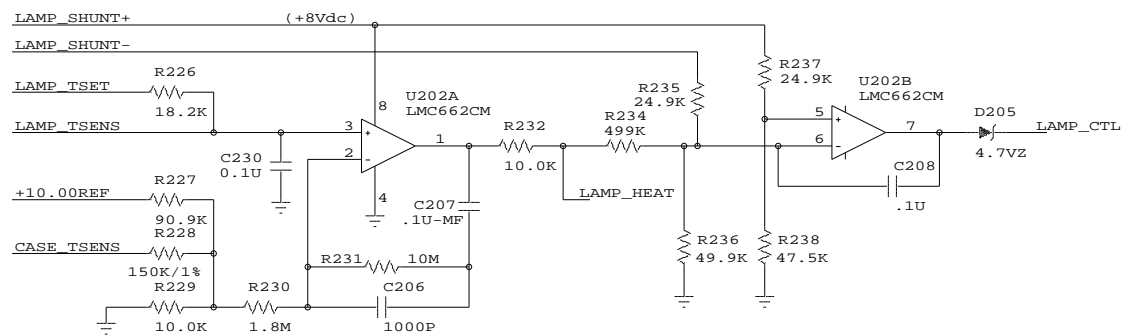 LAMP_SHUNT+ (+8Vdc)
LAMP_SHUNT-
R237
24.9K
R226
LAMP_TSET
18.2K
R235
24.9K
U202A
LMC662CM
U202B
LMC662CM
8
LAMP_TSENS
3
+
2
-
1
4
R232
10.0K
R234
499K
5
+
6
-
7
D205
4.7VZ
LAMP_CTL
C230
0.1U
C208
.1U
LAMP_HEAT
R227
+10.00REF
90.9K
C207
.1U-MF
R228
CASE_TSENS
150K/1%
R231
10M
R236
49.9K
R238
47.5K
R229
10.0K
R230
1.8M
C206
1000P